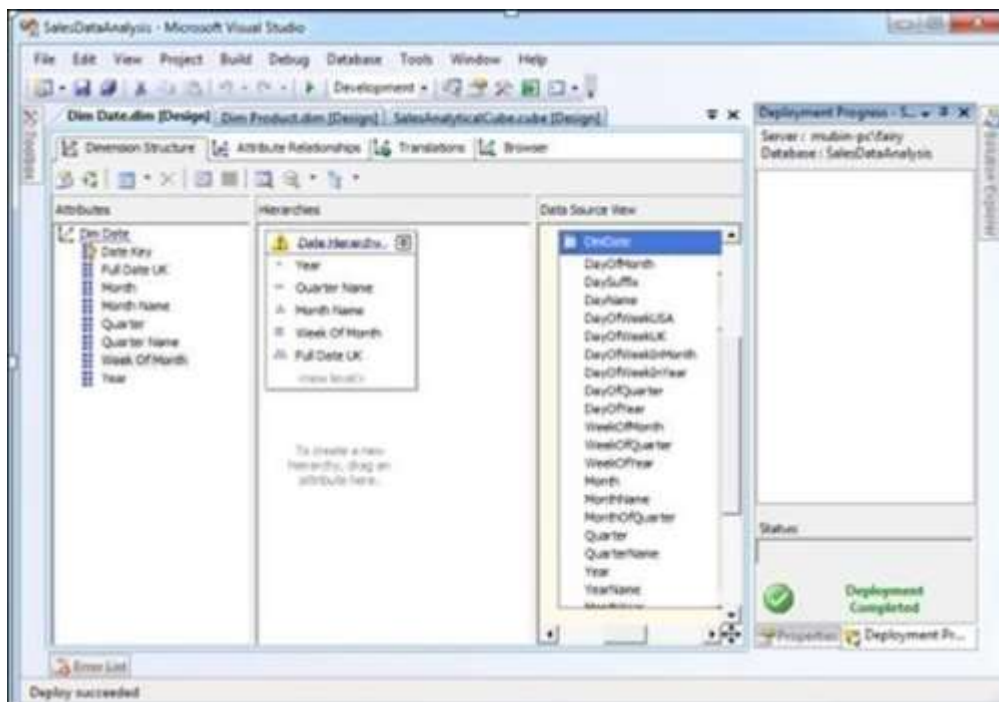 SalesDataAnalysis - Microsoft Visual Studio
File Edit View Project Build Debug Database Tools Window Help
Development
Dim Date.dim [Design] Dim Product.dim [Design] SalesAnalyticalCube.cube [Design]
Deployment Progress - S...
Toolbox
Dimension Structure Attribute Relationships Translations Browser
Server : mubin-pc\fairy
Database : SalesDataAnalysis
Attributes
Dim Date
Date Key
Full Date UK
Month
Month Name
Quarter
Quarter Name
Week Of Month
Year
Hierarchies
Date Hierarchy..
Year
Quarter Name
Month Name
Week Of Month
Full Date UK
<new level>
To create a new
hierarchy, drag an
attribute here.
Data Source View
DimDate
DayOfMonth
DaySuffix
DayName
DayOfWeekUSA
DayOfWeekUK
DayOfWeekInMonth
DayOfWeekInYear
DayOfQuarter
DayOfYear
WeekOfMonth
WeekOfQuarter
WeekOfYear
Month
MonthName
MonthOfQuarter
Quarter
QuarterName
Year
YearName
Status:
Deployment
Completed
Properties Deployment Pr...
Error List
Deploy succeeded